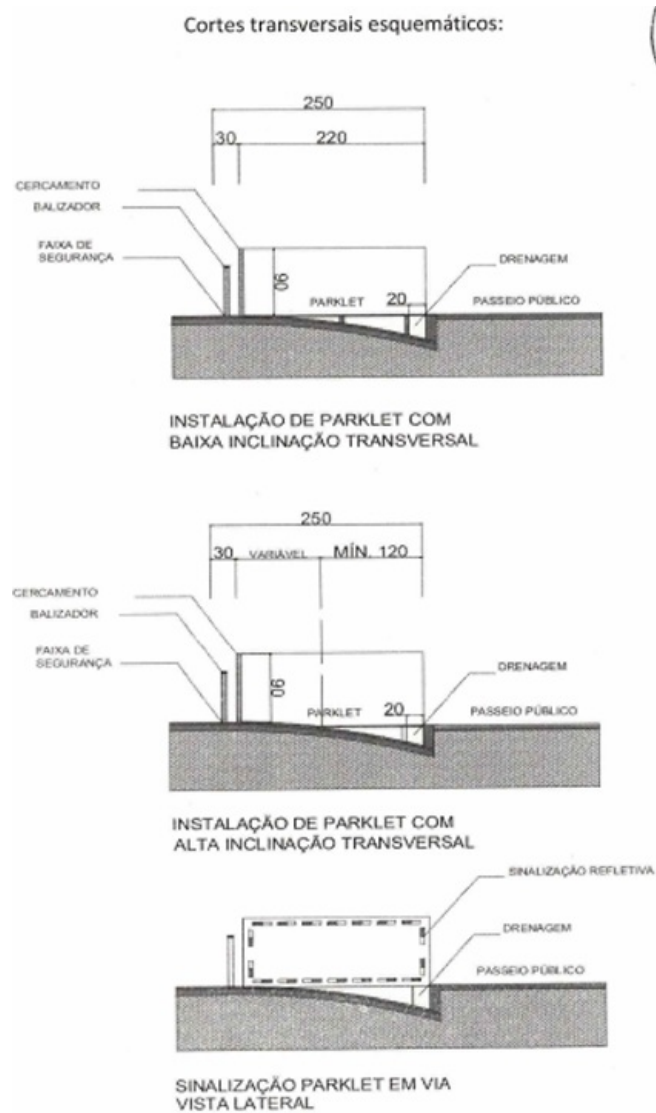 Cortes transversais esquemáticos:
250
30 220
CERCAMENTO
BALIZADOR
FAIXA DE
SEGURANÇA
90
PARKLET
20
DRENAGEM
PASSEIO PÚBLICO
INSTALAÇÃO DE PARKLET COM
BAIXA INCLINAÇÃO TRANSVERSAL
250
30 VARIÁVEL MÍN. 120
CERCAMENTO
BALIZADOR
FAIXA DE
SEGURANÇA
90
PARKLET
20
DRENAGEM
PASSEIO PÚBLICO
INSTALAÇÃO DE PARKLET COM
ALTA INCLINAÇÃO TRANSVERSAL
SINALIZAÇÃO REFLETIVA
DRENAGEM
PASSEIO PÚBLICO
SINALIZAÇÃO PARKLET EM VIA
VISTA LATERAL